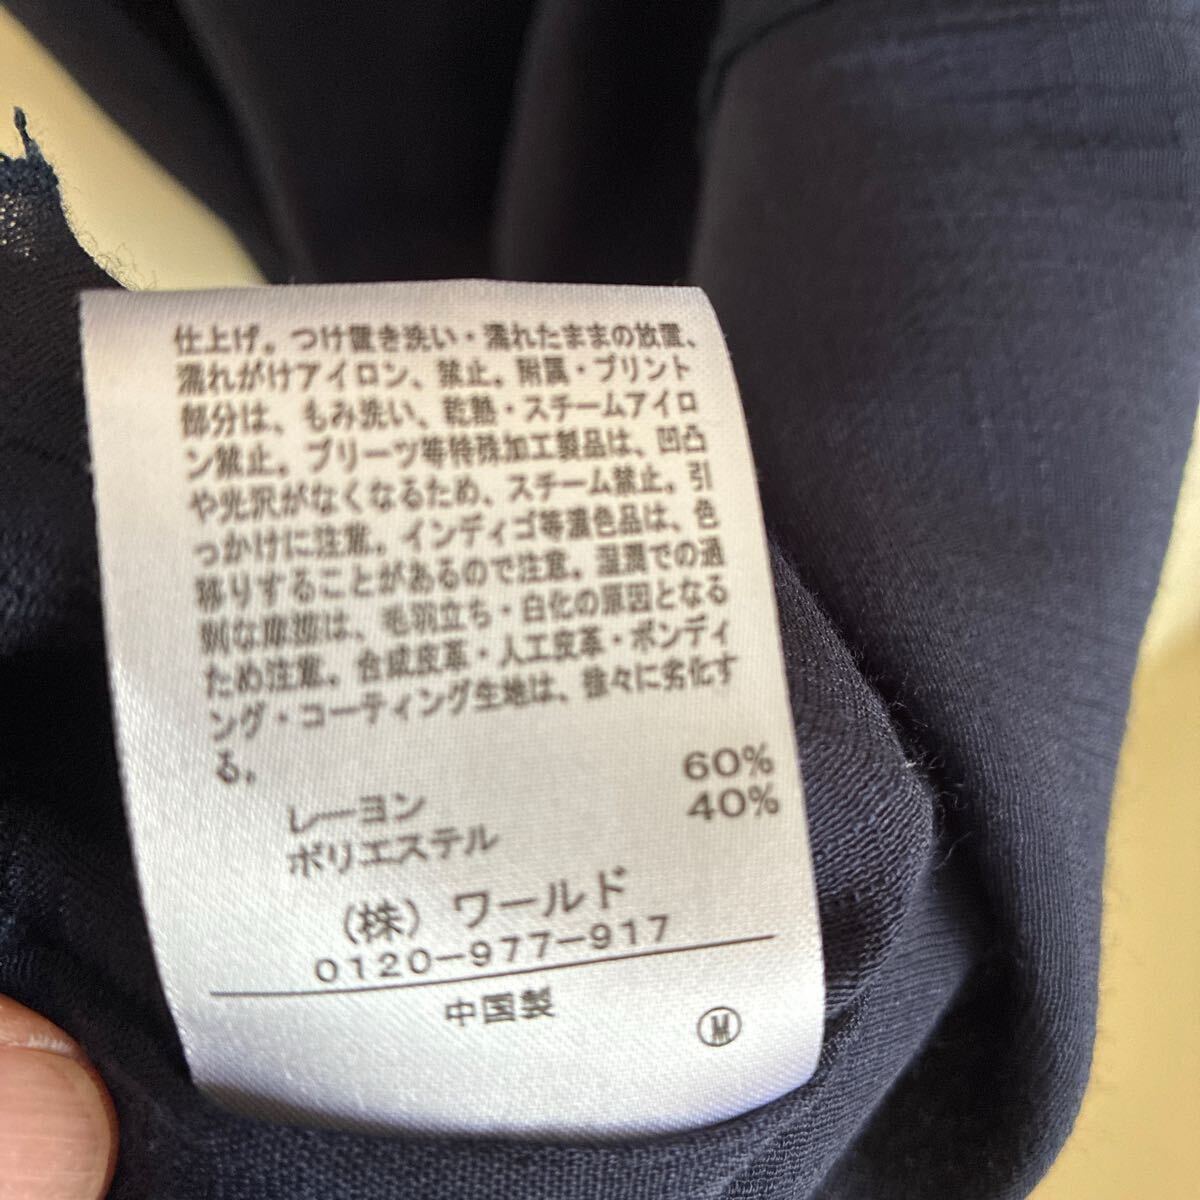 仕上げ。つけ置き洗い・濡れたままの放置、
濡れがけアイロン、禁止。附属・プリント
部分は、もみ洗い、乾熱・スチームアイロ
ン禁止。プリーツ等特殊加工製品は、凹凸
や光沢がなくなるため、スチーム禁止。引
っかけに注意。インディゴ等濃色品は、色
移りすることがあるので注意。湿潤での過
剰な摩擦は、毛羽立ち・白化の原因となる
ため注意。合成皮革・人工皮革・ボンディ
ング・コーティング生地は、徐々に劣化す
る。
レーヨン 60%
ポリエステル 40%
(株) ワールド
0120-977-917
中国製
M